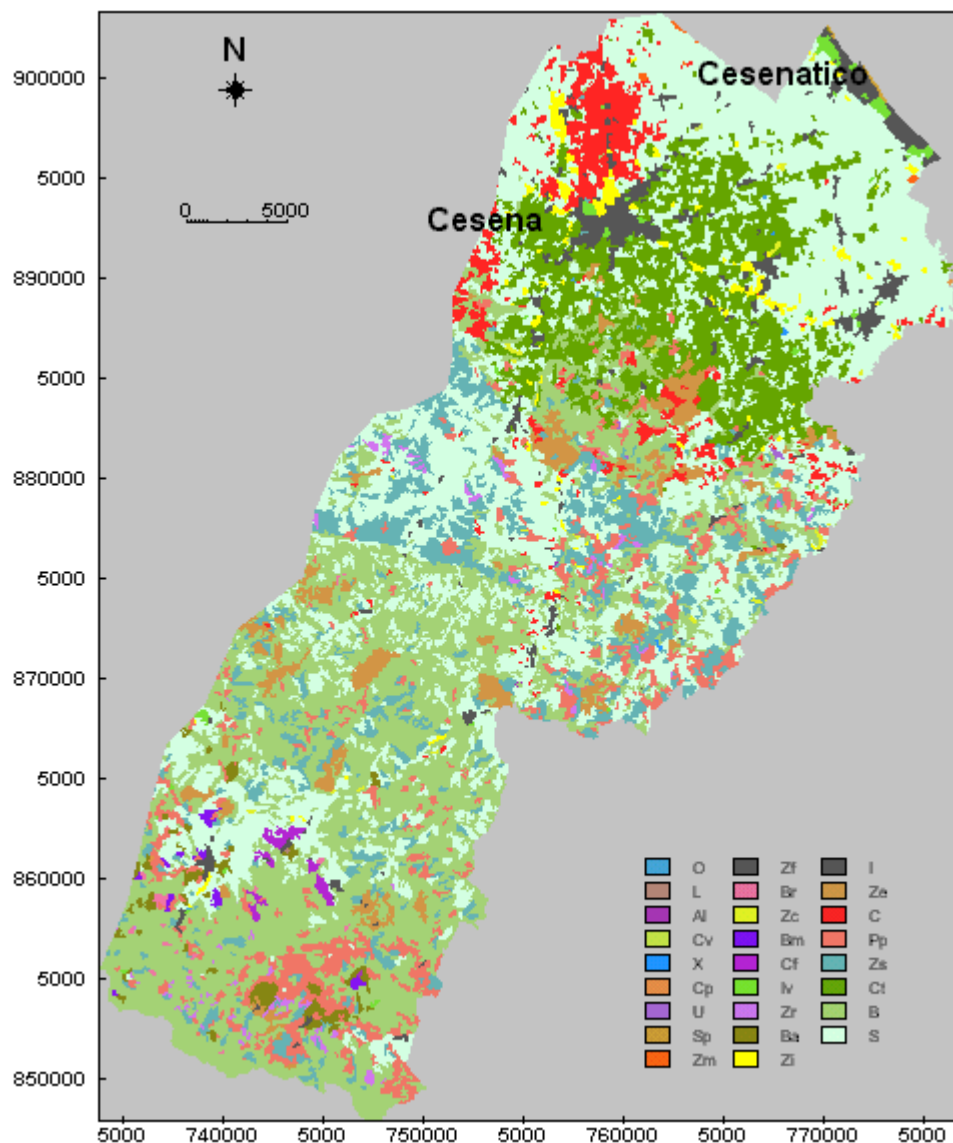 N
900000
Cesenatico
5000
0 5000
Cesena
890000
5000
880000
5000
870000
5000
860000
O Zf I
L Br Ze
Al Zc C
Cv Bm Pp
X Cf Zs
Cp Iv Ct
U Zr B
Sp Ba S
Zm Zi
5000
850000
5000 740000 5000 750000 5000 760000 5000 7770000 5000